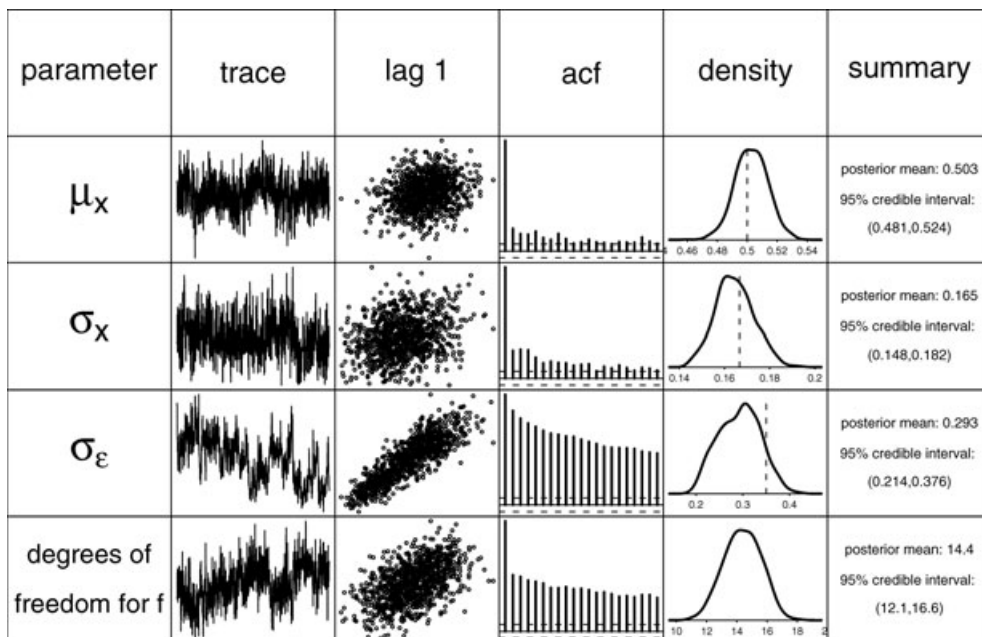 parameter trace lag 1 acf density summary
μx
0.46 0.48 0.5 0.52 0.54
posterior mean: 0.503
95% credible interval:
(0.481,0.524)
σx
0.14 0.16 0.18 0.2
posterior mean: 0.165
95% credible interval:
(0.148,0.182)
σε
0.2 0.3 0.4
posterior mean: 0.293
95% credible interval:
(0.214,0.376)
degrees of
freedom for f
10 12 14 16 18 2
posterior mean: 14.4
95% credible interval:
(12.1,16.6)